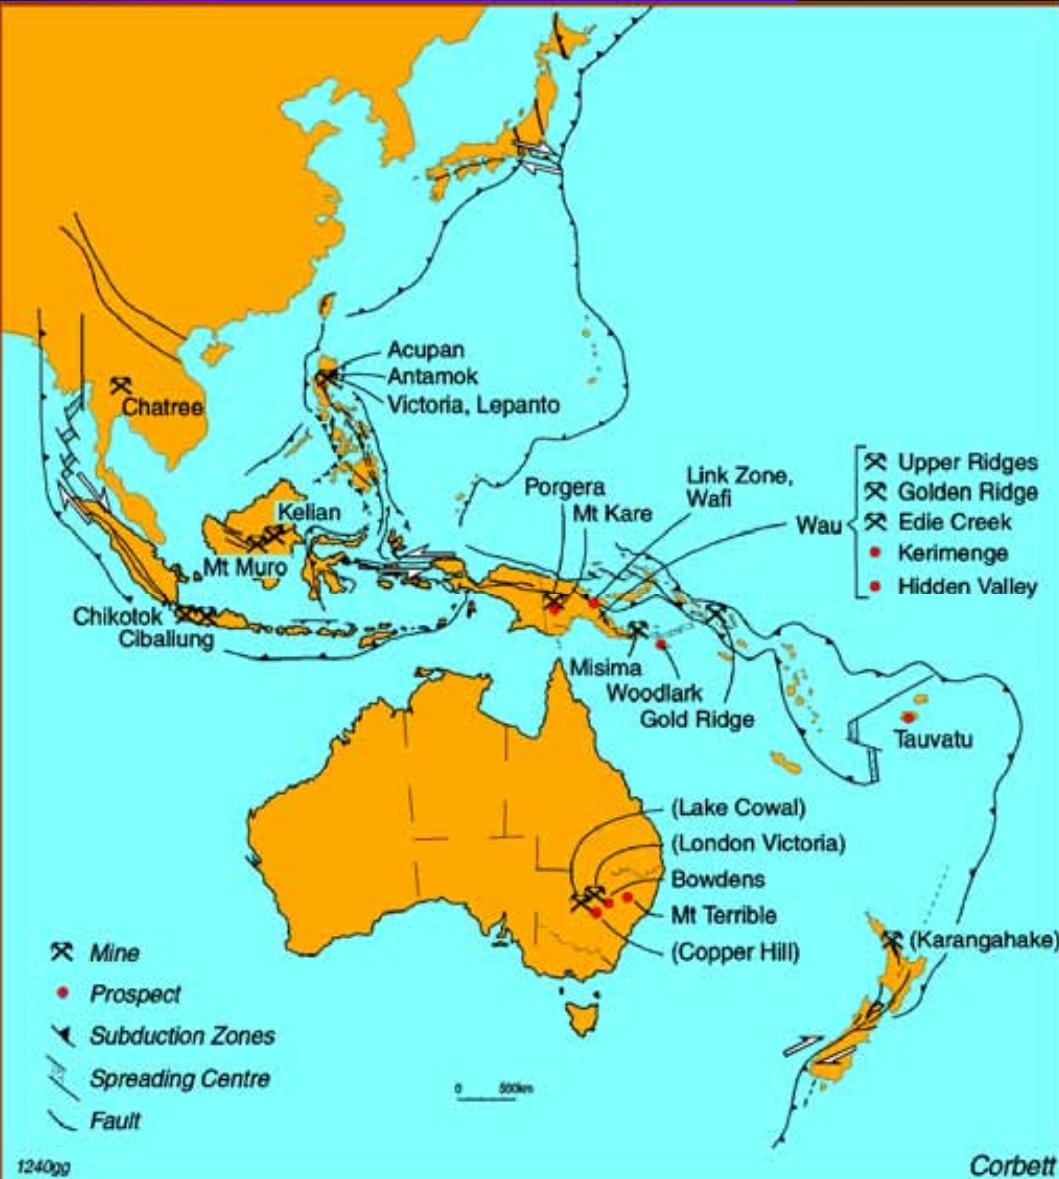 Acupan
Antamok
Victoria, Lepanto
Chatree
Kelian
Mt Muro
Chikotok
Cibaliung
Porgera
Mt Kare
Link Zone,
Wafi
Wau
Upper Ridges
Golden Ridge
Edie Creek
Kerimenge
Hidden Valley
Misima
Woodlark
Gold Ridge
Tauvatu
(Lake Cowal)
(London Victoria)
Bowdens
Mt Terrible
(Copper Hill)
(Karangahake)
Mine
Prospect
Subduction Zones
Spreading Centre
Fault
0 500km
1240gg
Corbett